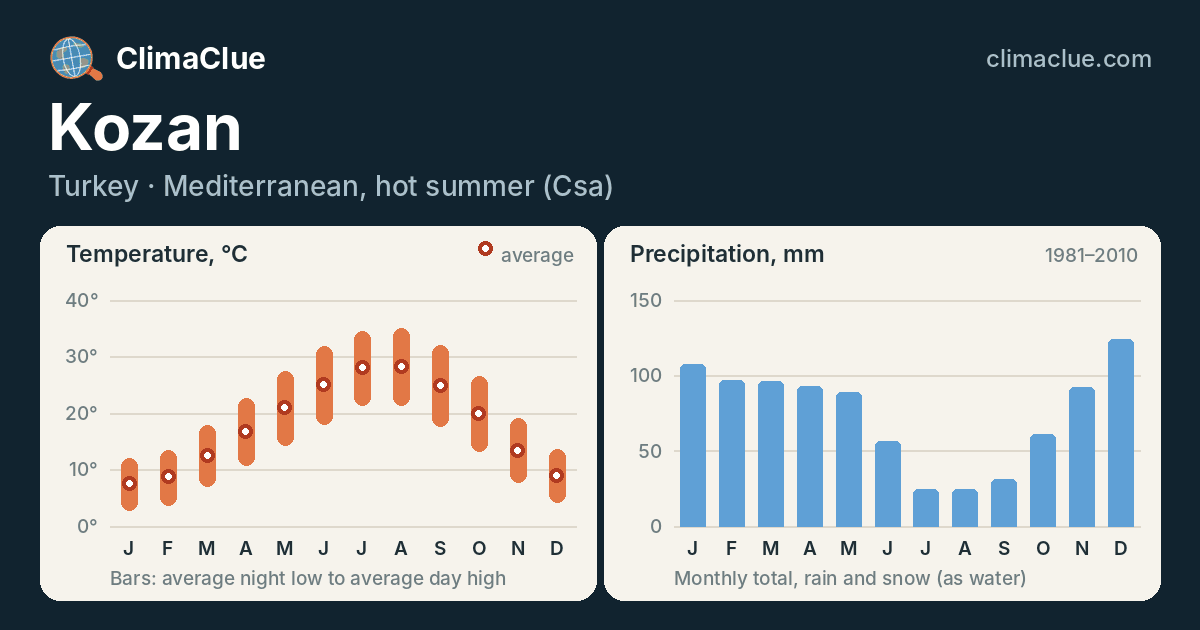 ClimaClue
climaclue.com
Kozan
Turkey · Mediterranean, hot summer (Csa)
Temperature, °C
average
40°
30°
20°
10°
0°
J F M A M J J A S O N D
Bars: average night low to average day high
Precipitation, mm
1981–2010
150
100
50
0
J F M A M J J A S O N D
Monthly total, rain and snow (as water)